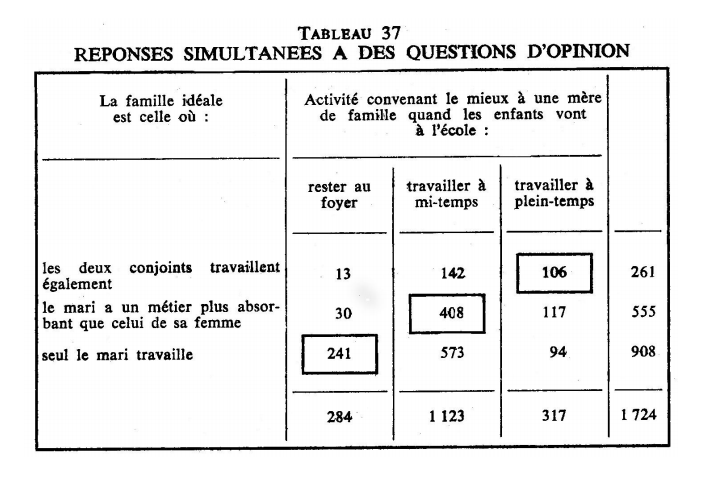 TABLEAU 37
REPONSES SIMULTANEES A DES QUESTIONS D'OPINION
La famille idéale
est celle où :
Activité convenant le mieux à une mère
de famille quand les enfants vont
à l'école :
rester au
foyer
travailler à
mi-temps
travailler à
plein-temps
les deux conjoints travaillent
également
13 142 106 261
le mari a un métier plus absor-
bant que celui de sa femme
30 408 117 555
seul le mari travaille 241 573 94 908
284 1 123 317 1 724